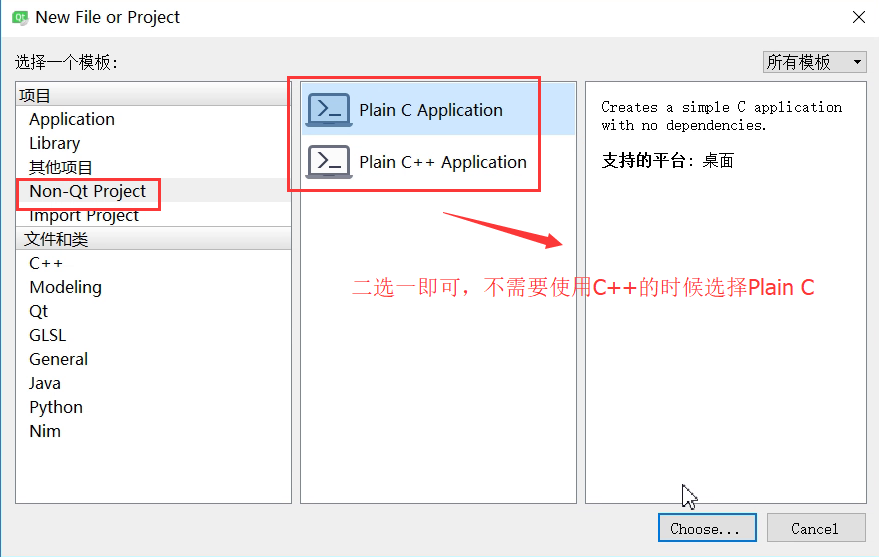 New File or Project
选择一个模板:
所有模板
项目
Application
Library
其他项目
Non-Qt Project
Import Project
文件和类
C++
Modeling
Qt
GLSL
General
Java
Python
Nim
Plain C Application
Plain C++ Application
Creates a simple C application
with no dependencies.
支持的平台: 桌面
二选一即可，不需要使用C++的时候选择Plain C
Choose...
Cancel